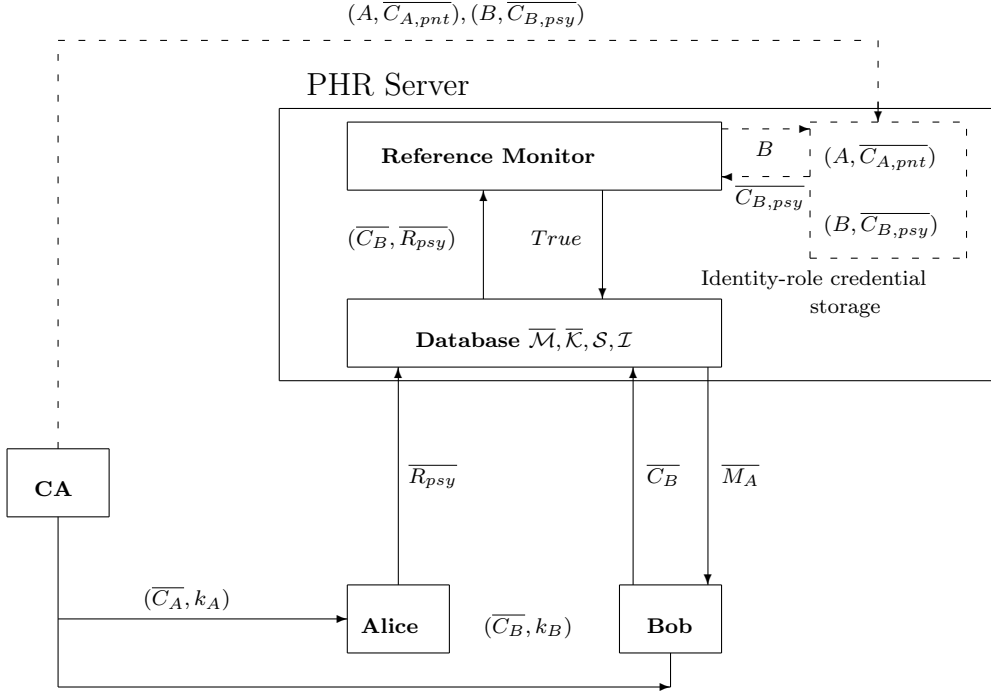 $(A, \overline{C_{A,pnt}}), (B, \overline{C_{B,psy}})$
PHR Server
Reference Monitor
$B$
$\overline{C_{B,psy}}$
$(A, \overline{C_{A,pnt}})$
$(B, \overline{C_{B,psy}})$
$(\overline{C_B}, \overline{R_{psy}})$
$True$
Identity-role credential
storage
Database $\overline{\mathcal{M}}, \overline{\mathcal{K}}, \mathcal{S}, \mathcal{I}$
$\overline{R_{psy}}$
$\overline{C_B}$
$\overline{M_A}$
CA
$(\overline{C_A}, k_A)$
Alice
$(\overline{C_B}, k_B)$
Bob